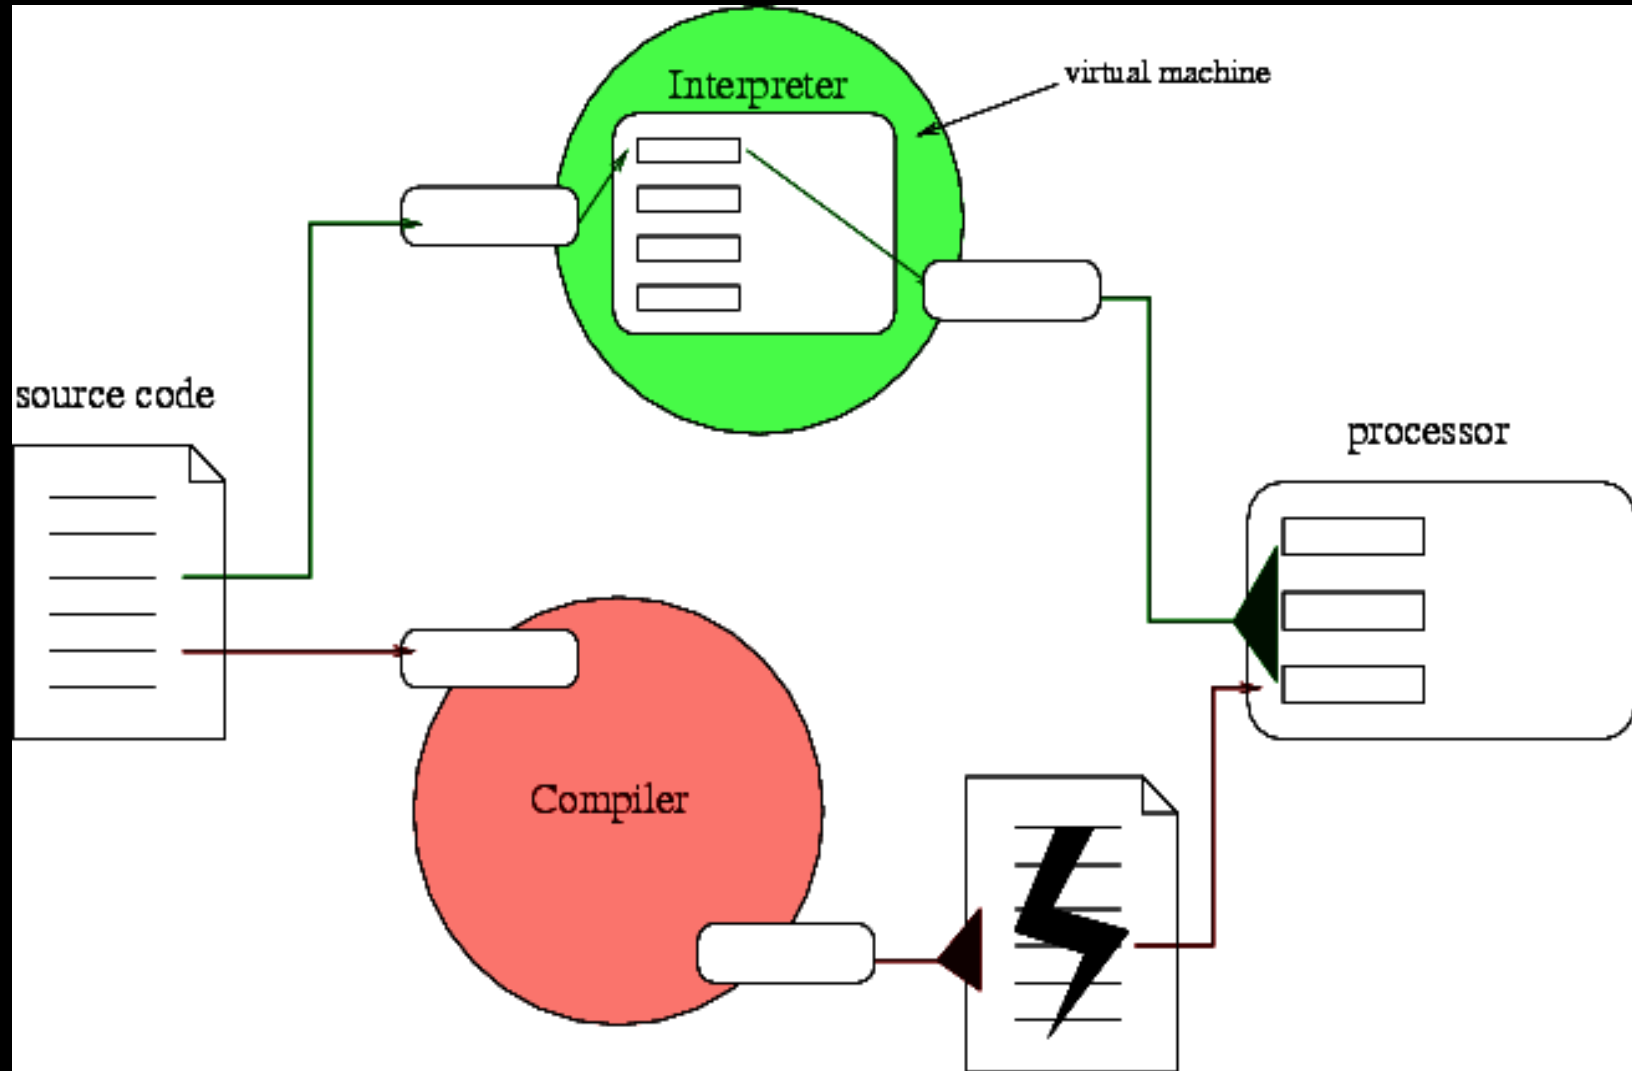 Interpreter
virtual machine
source code
processor
Compiler